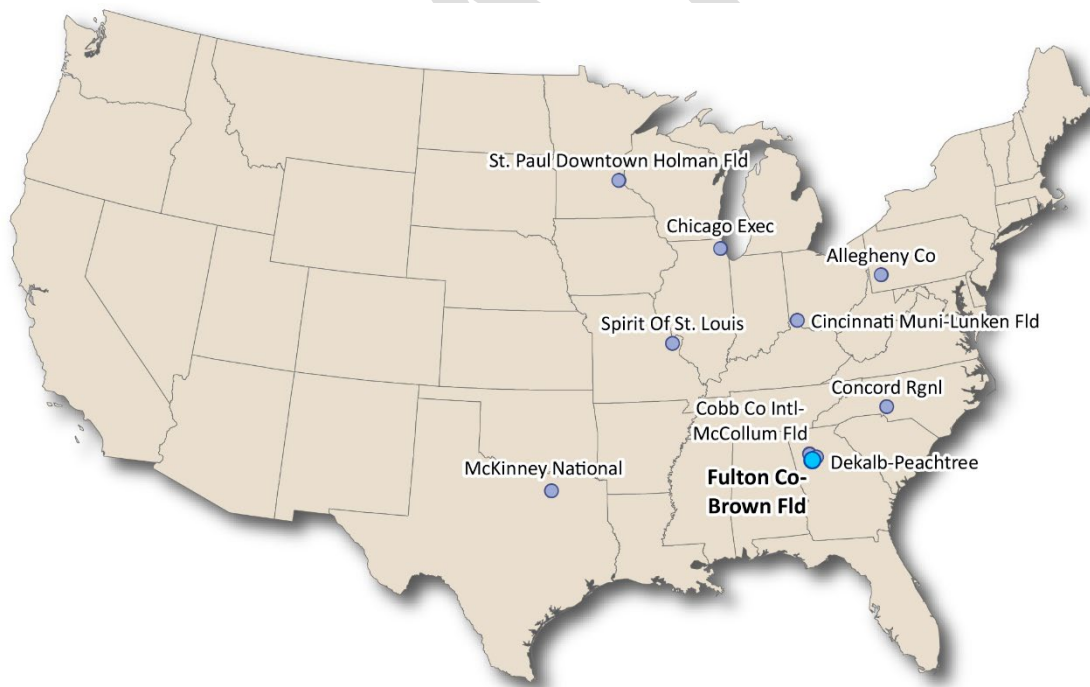 St. Paul Downtown Holman Fld
Chicago Exec
Allegheny Co
Spirit Of St. Louis
Cincinnati Muni-Lunken Fld
Concord Rgnl
Cobb Co Intl-
McCollum Fld
Dekalb-Peachtree
McKinney National
Fulton Co-
Brown Fld